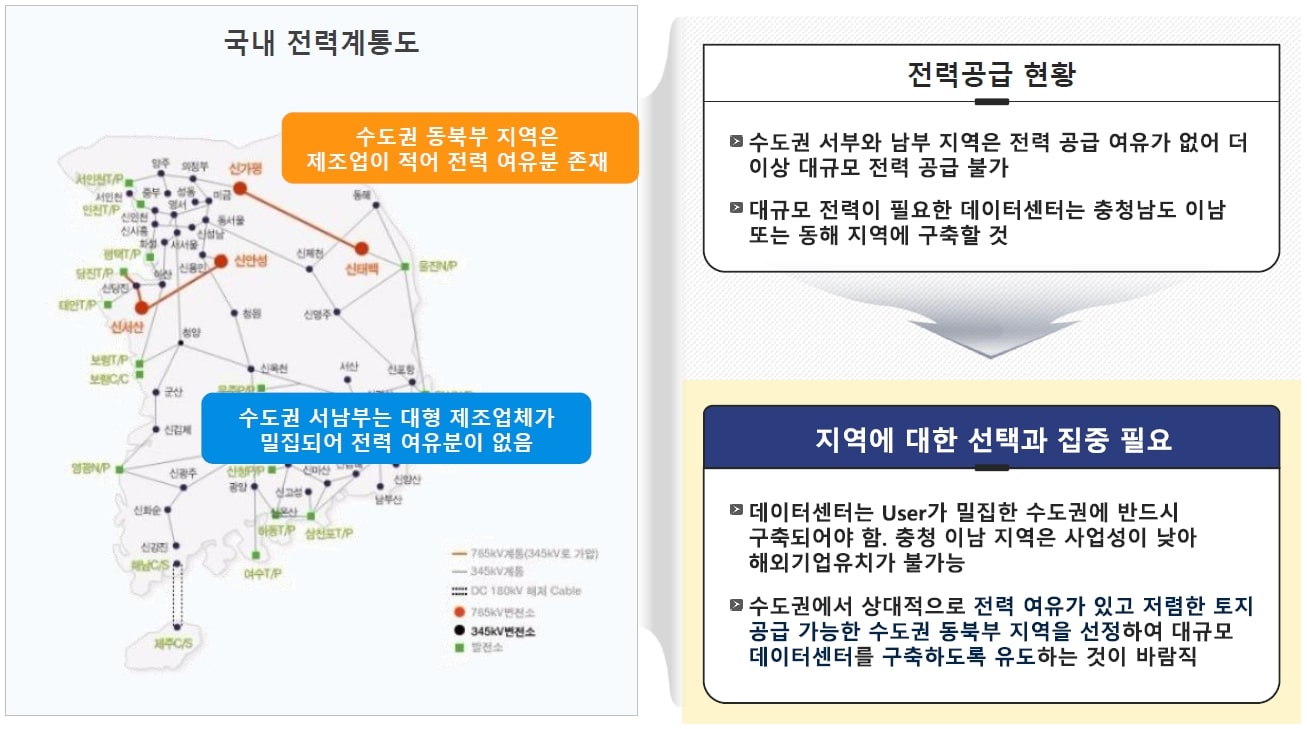 국내 전력계통도
수도권 동북부 지역은
제조업이 적어 전력 여유분 존재
양주
의정부
신가평
서인천T/P
서인천
중부
성동
미금
동해
인천T/P
영서
신인천
동서울
신시흥
신성남
화성
서서울
평택T/P
신용인
신안성
신제천
신태백
울진N/P
당진T/P
아산
신당진
태안T/P
신서산
청원
신영주
청양
보령T/P
보령C/C
신옥천
서산
신포항
군산
수도권 서남부는 대형 제조업체가
밀집되어 전력 여유분이 없음
신김제
영광N/P
신광주
광양
신마산
신고성
신양산
남부산
신화순
하동T/P
삼천포T/P
신강진
해남C/S
여수T/P
제주C/S
765kV계통(345kV로 가압)
345kV계통
DC 180kV 해저 Cable
765kV변전소
345kV변전소
발전소
전력공급 현황
수도권 서부와 남부 지역은 전력 공급 여유가 없어 더
이상 대규모 전력 공급 불가
대규모 전력이 필요한 데이터센터는 충청남도 이남
또는 동해 지역에 구축할 것
지역에 대한 선택과 집중 필요
데이터센터는 User가 밀집한 수도권에 반드시
구축되어야 함. 충청 이남 지역은 사업성이 낮아
해외기업유치가 불가능
수도권에서 상대적으로 전력 여유가 있고 저렴한 토지
공급 가능한 수도권 동북부 지역을 선정하여 대규모
데이터센터를 구축하도록 유도하는 것이 바람직